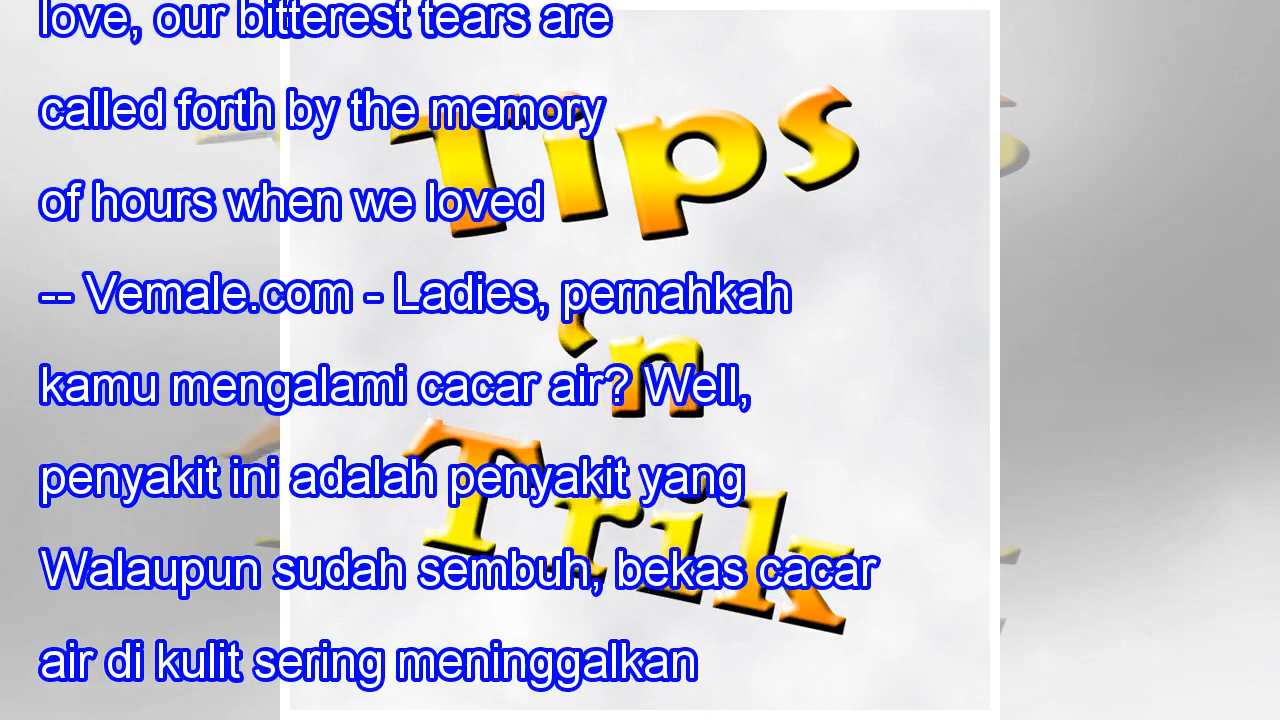 love, our bitterest tears are
called forth by the memory
of hours when we loved
-- Vemale.com - Ladies, pernahkah
kamu mengalami cacar air? Well,
penyakit ini adalah penyakit yang
Walaupun sudah sembuh, bekas cacar
air di kulit sering meninggalkan
Tips
'n
Trik